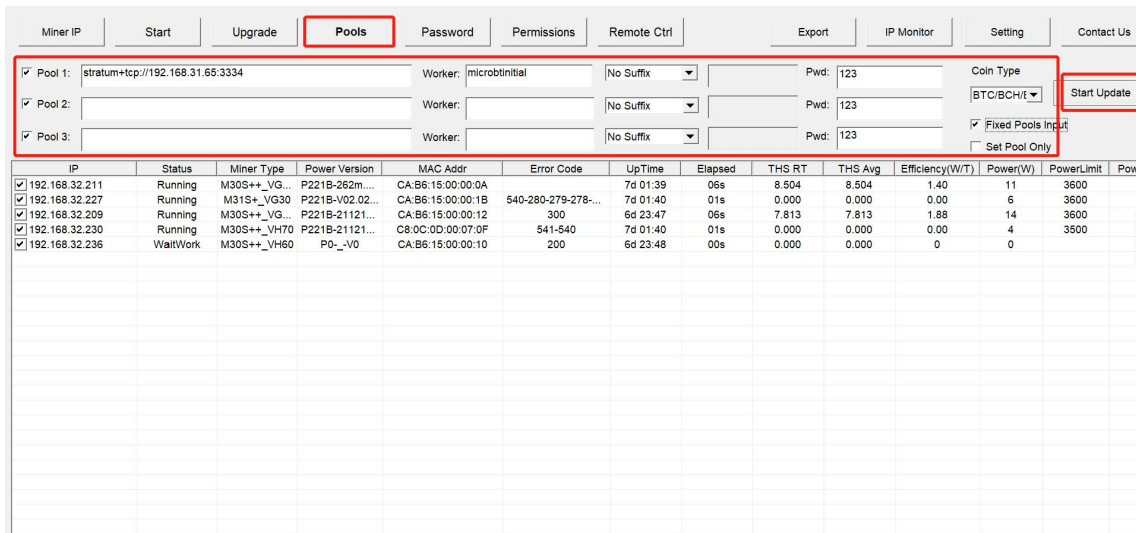 Miner IP Start Upgrade Pools Password Permissions Remote Ctrl Export IP Monitor Setting Contact Us
Pool 1: stratum+tcp://192.168.31.65:3334 Worker: microbtinitial No Suffix Pwd: 123 Coin Type
Pool 2: Worker: No Suffix Pwd: 123 BTC/BCH/ Start Update
Pool 3: Worker: No Suffix Pwd: 123 Fixed Pools Input
Set Pool Only
IP Status Miner Type Power Version MAC Addr Error Code UpTime Elapsed THS RT THS Avg Efficiency(W/T) Power(W) PowerLimit Pow
192.168.32.211 Running M30S++_VG... P221B-262m.... CA:B6:15:00:00:0A 7d 01:39 06s 8.504 8.504 1.40 11 3600
192.168.32.227 Running M31S+_VG30 P221B-V02.02... CA:B6:15:00:00:1B 540-280-279-278-... 7d 01:40 01s 0.000 0.000 0.00 6 3600
192.168.32.209 Running M30S++_VG... P221B-21121... CA:B6:15:00:00:12 300 6d 23:47 06s 7.813 7.813 1.88 14 3600
192.168.32.230 Running M30S++_VH70 P221B-21121... C8:0C:0D:00:07:0F 541-540 7d 01:40 01s 0.000 0.000 0.00 4 3500
192.168.32.236 WaitWork M30S++_VH60 P0-_-V0 CA:B6:15:00:00:10 200 6d 23:48 00s 0.000 0.000 0 0